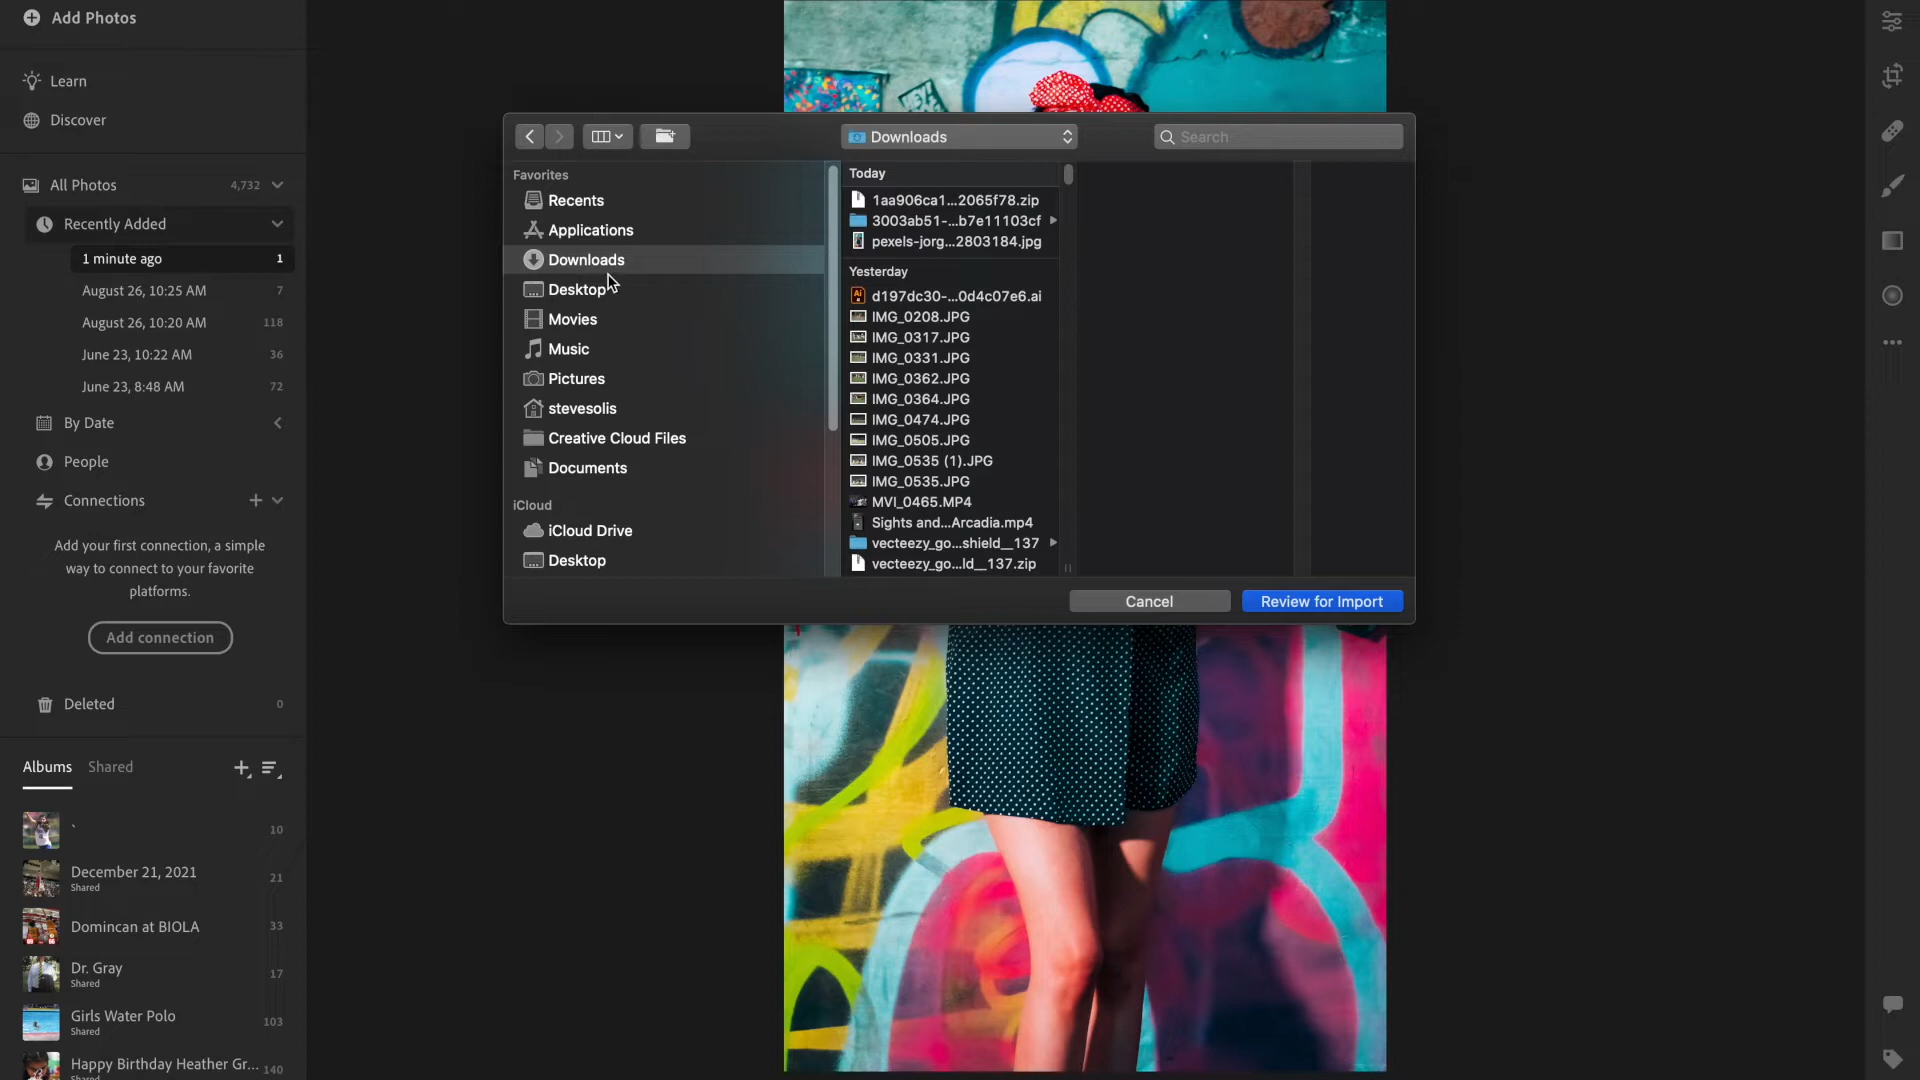 Add Photos
Learn
Discover
All Photos 4,732
Recently Added
1 minute ago 1
August 26, 10:25 AM 7
August 26, 10:20 AM 118
June 23, 10:22 AM 36
June 23, 8:48 AM 72
By Date
People
Connections
Add your first connection, a simple
way to connect to your favorite
platforms.
Add connection
Deleted 0
Albums Shared
` 10
December 21, 2021 21
Shared
Domincan at BIOLA 33
Dr. Gray 17
Shared
Girls Water Polo 103
Shared
Happy Birthday Heather Gr... 140
Shared
Downloads
Search
Favorites
Recents
Applications
Downloads
Desktop
Movies
Music
Pictures
stevesolis
Creative Cloud Files
Documents
iCloud
iCloud Drive
Desktop
Today
1aa906ca1...2065f78.zip
3003ab51-...b7e11103cf
pexels-jorg...2803184.jpg
Yesterday
d197dc30-...0d4c07e6.ai
IMG_0208.JPG
IMG_0317.JPG
IMG_0331.JPG
IMG_0362.JPG
IMG_0364.JPG
IMG_0474.JPG
IMG_0505.JPG
IMG_0535 (1).JPG
IMG_0535.JPG
MVI_0465.MP4
Sights and...Arcadia.mp4
vecteezy_go...shield__137
vecteezy_go...ld__137.zip
Cancel
Review for Import